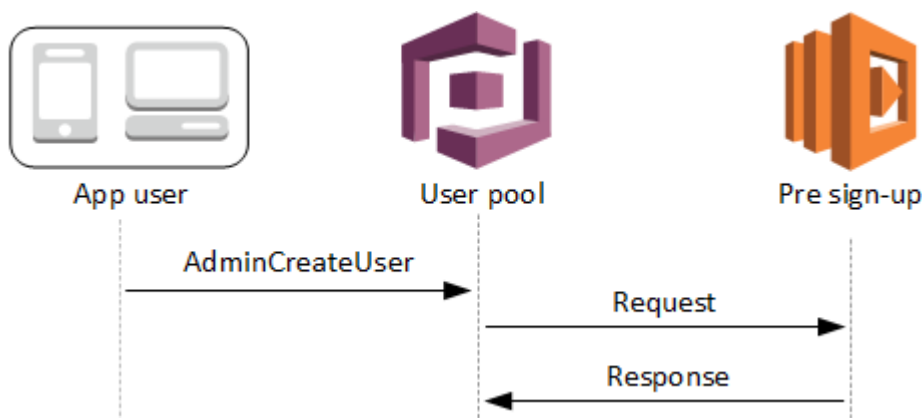 App user
User pool
Pre sign-up
AdminCreateUser
Request
Response